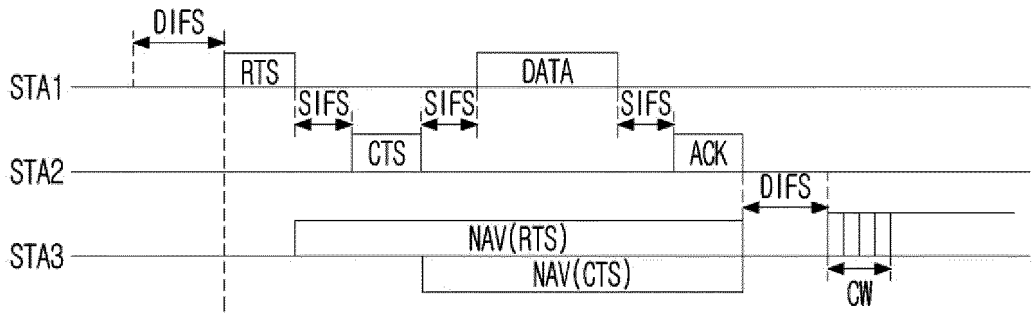 DIFS
RTS
DATA
STA1
SIFS
SIFS
SIFS
CTS
ACK
STA2
DIFS
NAV(RTS)
STA3
NAV(CTS)
CW